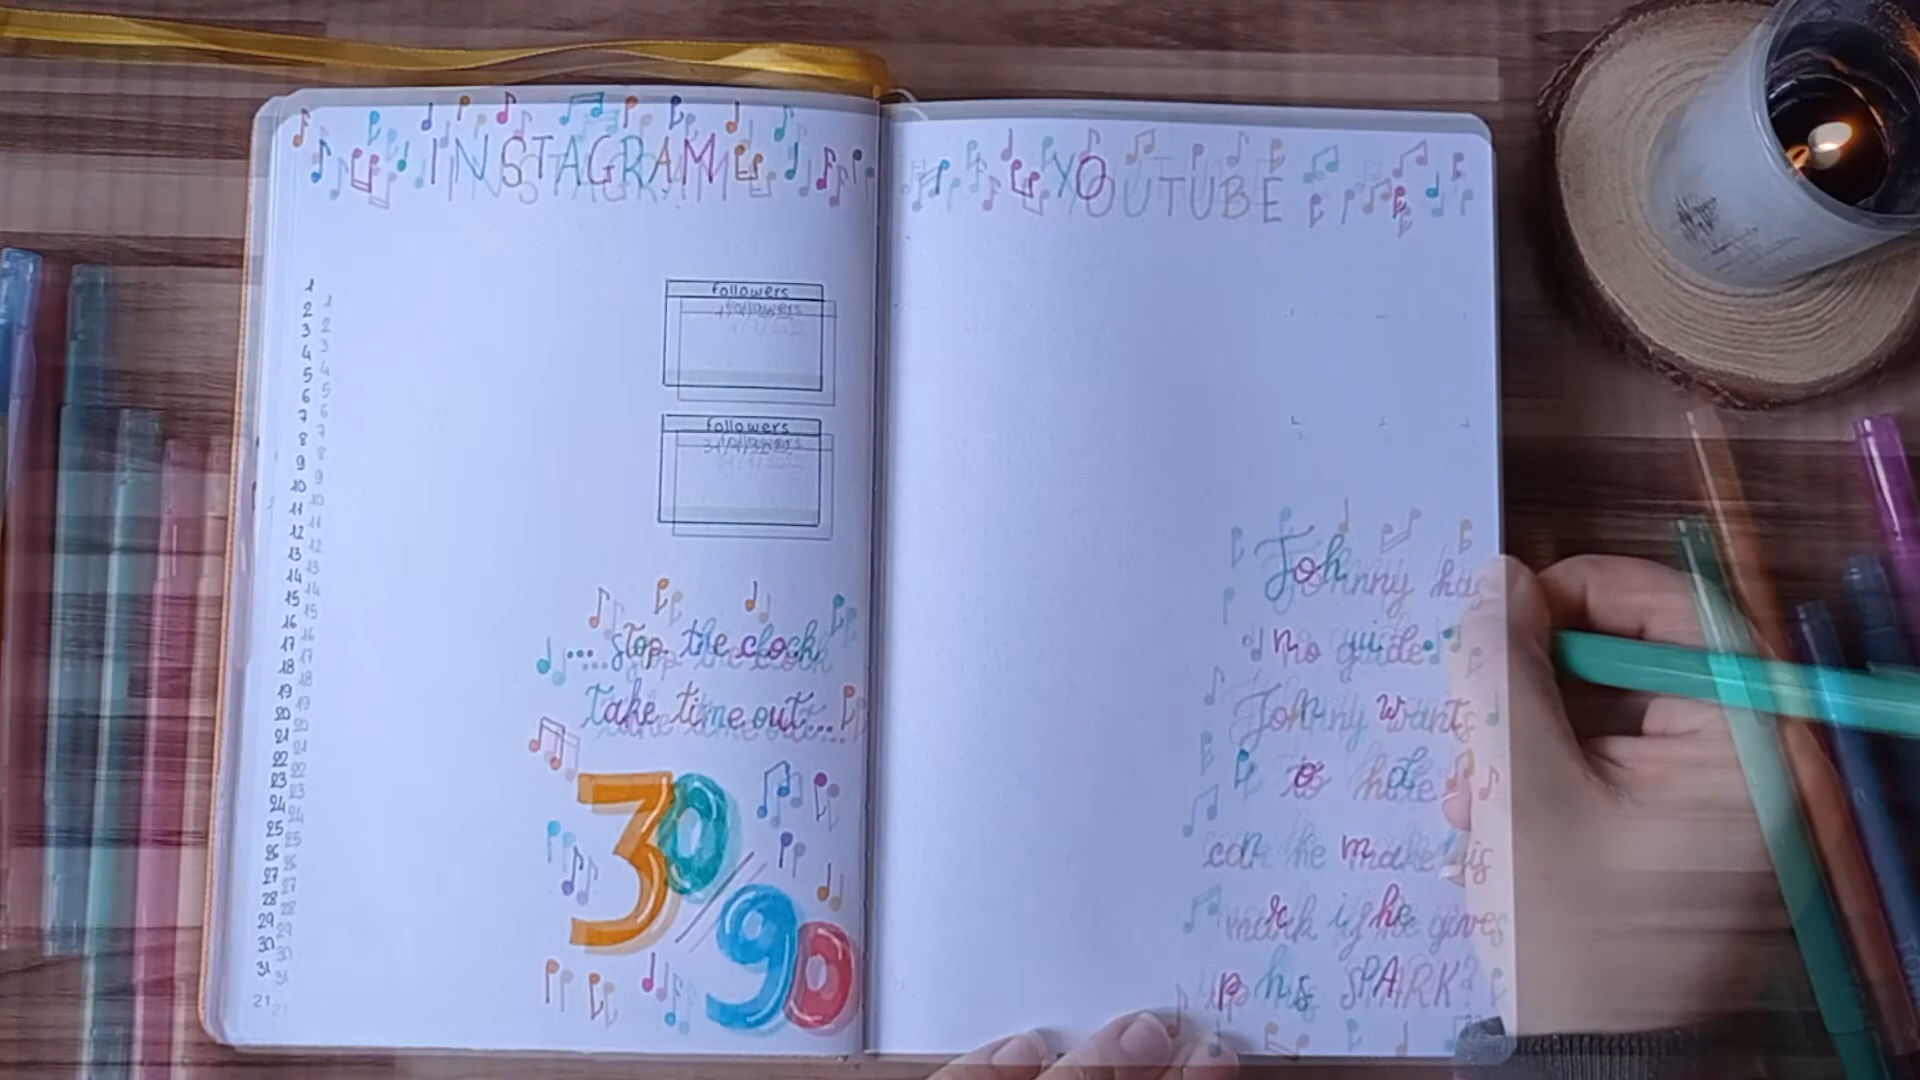 INSTAGRAM
1
2
3
4
5
6
7
8
9
10
11
12
13
14
15
16
17
18
19
20
21
22
23
24
25
26
27
28
29
30
31
21
followers
followers
...stop the clock
take time out...
30/90
YOUTUBE
Johnny has
no guide
Johnny wants
to hide
can he make his
mark if he gives
up his SPARK?